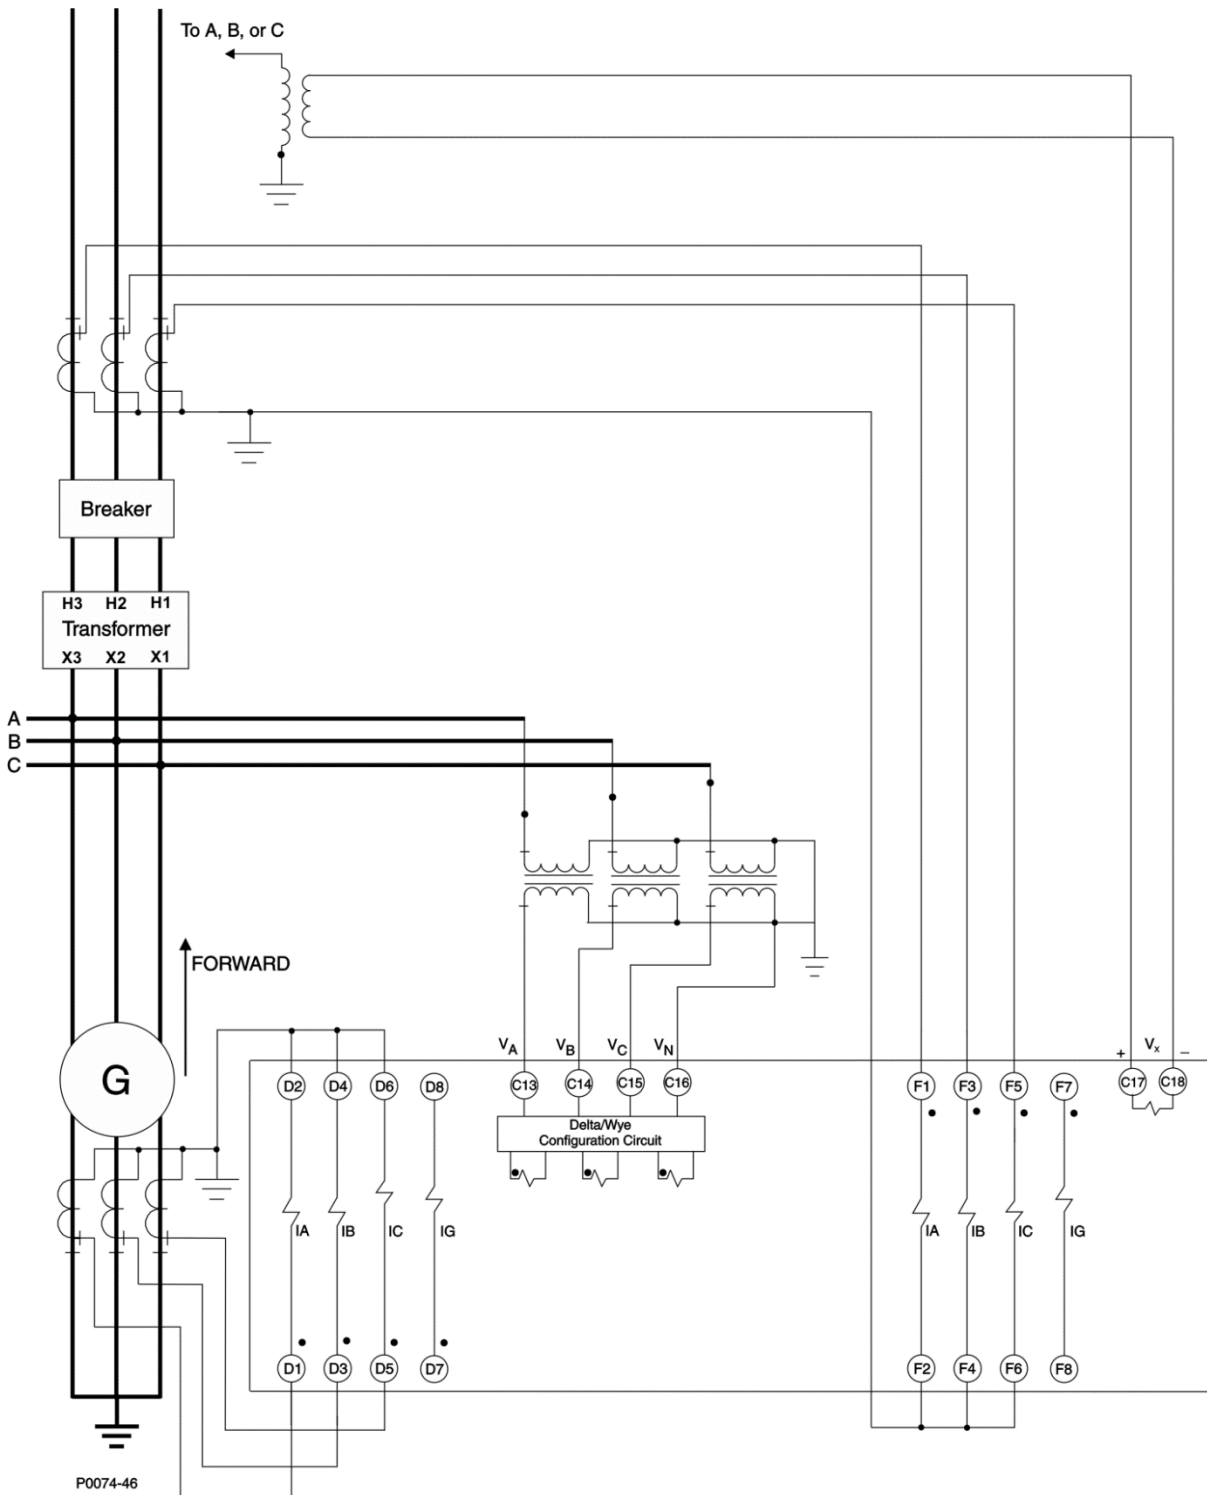 To A, B, or C
Breaker
H3 H2 H1
Transformer
X3 X2 X1
A
B
C
FORWARD
G
VA VB VC VN
+ Vx –
D2 D4 D6 D8
C13 C14 C15 C16
F1 F3 F5 F7
C17 C18
Delta/Wye
Configuration Circuit
IA IB IC IG
IA IB IC IG
D1 D3 D5 D7
F2 F4 F6 F8
P0074-46